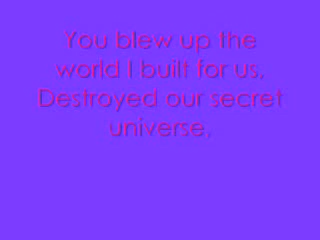 You blew up the
world I built for us,
Destroyed our secret
universe,